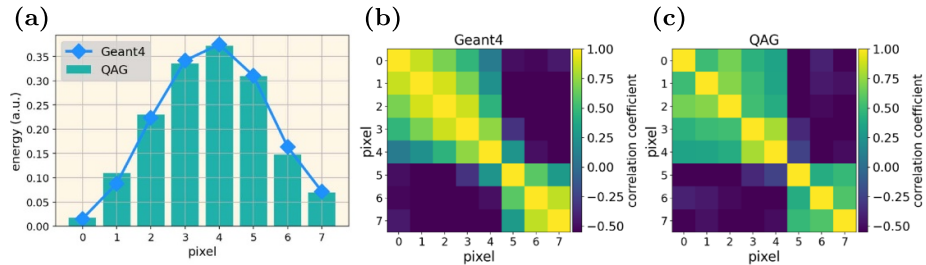 (a)
Geant4
QAG
energy (a.u.)
0.35
0.30
0.25
0.20
0.15
0.10
0.05
0.00
0 1 2 3 4 5 6 7
pixel
(b)
Geant4
pixel
0
1
2
3
4
5
6
7
0 1 2 3 4 5 6 7
pixel
1.00
0.75
0.50
0.25
0.00
−0.25
−0.50
correlation coefficient
(c)
QAG
pixel
0
1
2
3
4
5
6
7
0 1 2 3 4 5 6 7
pixel
1.00
0.75
0.50
0.25
0.00
−0.25
−0.50
correlation coefficient